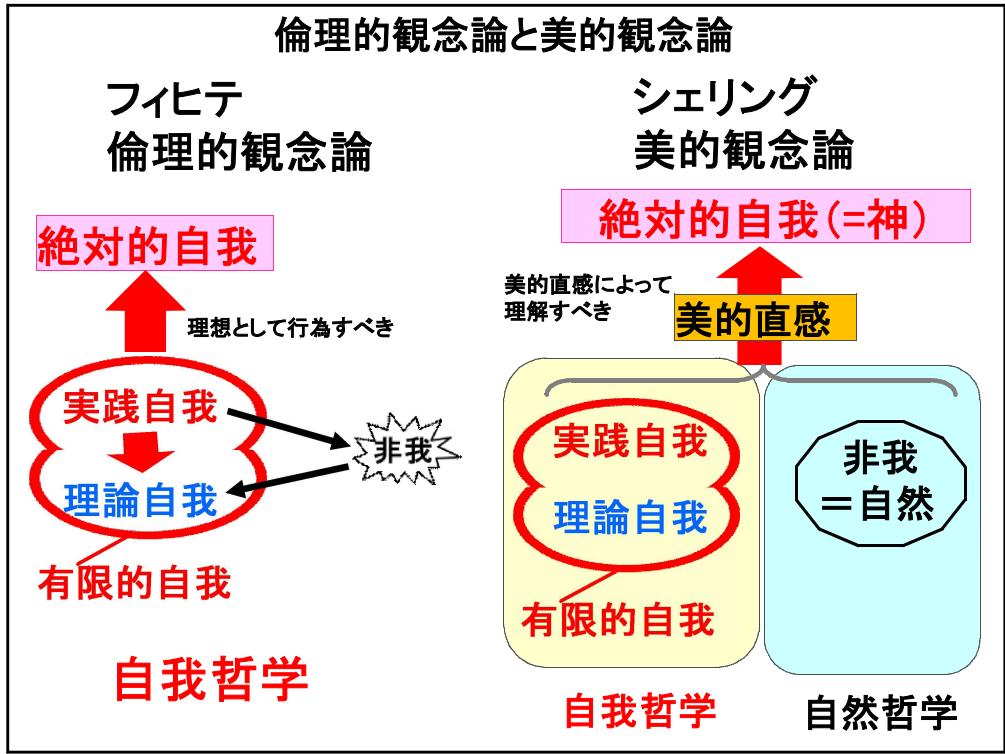 倫理的観念論と美的観念論
フィヒテ
倫理的観念論
絶対的自我
理想として行為すべき
実践自我
非我
理論自我
有限的自我
自我哲学
シェリング
美的観念論
絶対的自我（=神）
美的直感によって
理解すべき
美的直感
実践自我
理論自我
有限的自我
非我
＝自然
自我哲学
自然哲学